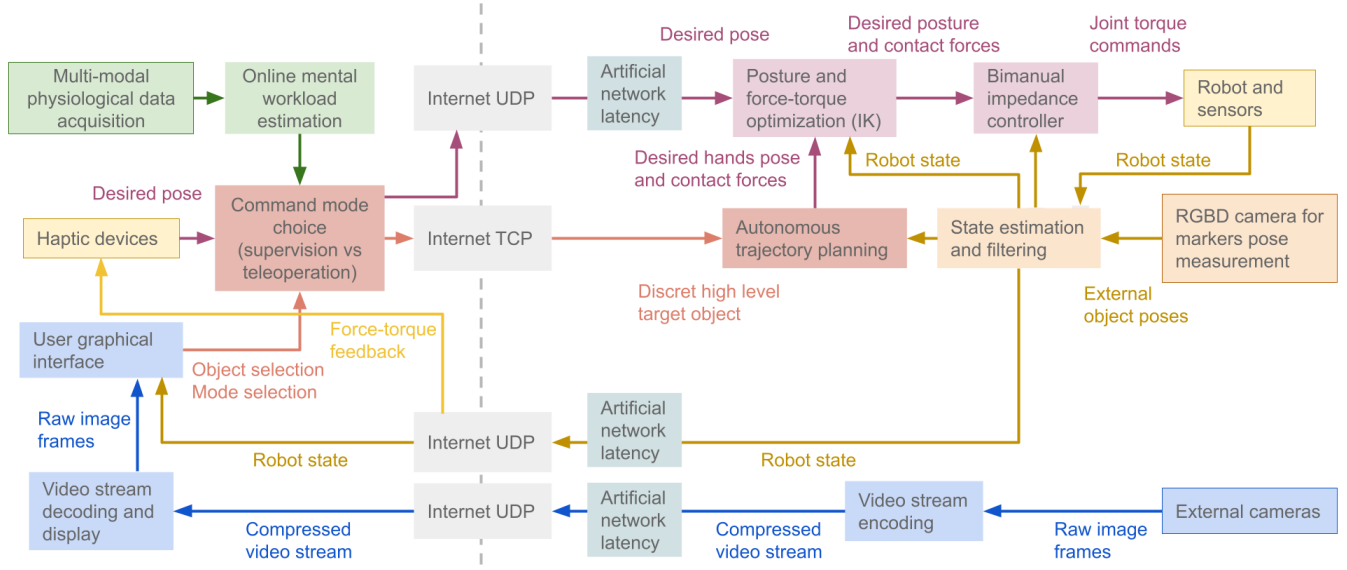 Desired pose
Desired posture
and contact forces
Joint torque
commands
Multi-modal
physiological data
acquisition
Online mental
workload
estimation
Internet UDP
Artificial
network
latency
Posture and
force-torque
optimization (IK)
Bimanual
impedance
controller
Robot and
sensors
Desired hands pose
and contact forces
Robot state
Robot state
Desired pose
Haptic devices
Command mode
choice
(supervision vs
teleoperation)
Internet TCP
Autonomous
trajectory planning
State estimation
and filtering
RGBD camera for
markers pose
measurement
Discret high level
target object
External
object poses
Force-torque
feedback
User graphical
interface
Object selection
Mode selection
Raw image
frames
Robot state
Internet UDP
Artificial
network
latency
Robot state
Video stream
decoding and
display
Compressed
video stream
Internet UDP
Artificial
network
latency
Compressed
video stream
Video stream
encoding
Raw image
frames
External cameras